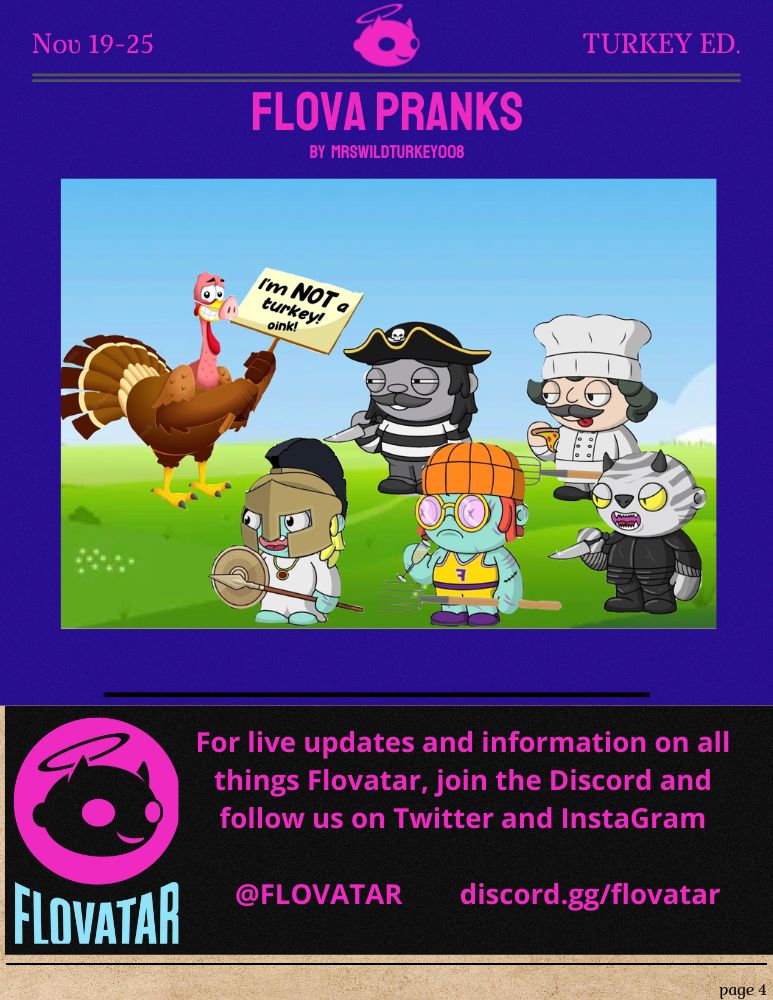 Nov 19-25
TURKEY ED.
FLOVA PRANKS
BY MRSWILDTURKEY008
I'm NOT a
turkey!
oink!
For live updates and information on all
things Flovatar, join the Discord and
follow us on Twitter and InstaGram
@FLOVATAR discord.gg/flovatar
FLOVATAR
page 4